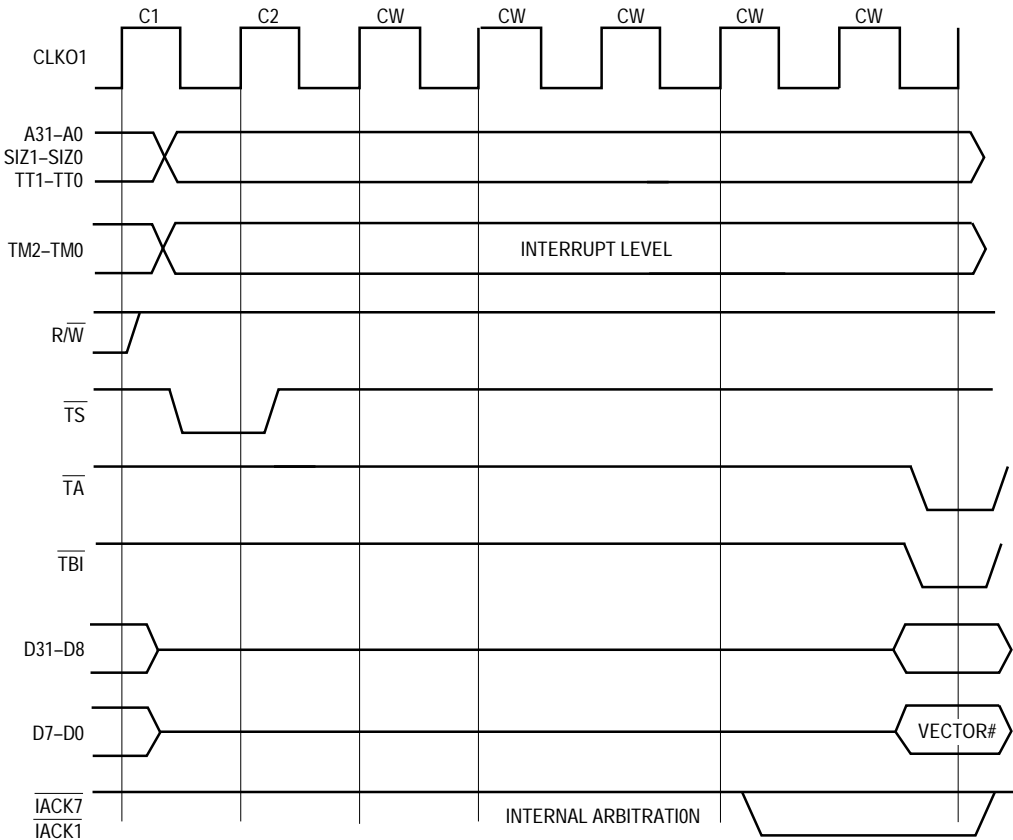 C1 C2 CW CW CW CW CW
CLKO1
A31–A0
SIZ1–SIZ0
TT1–TT0
TM2–TM0
INTERRUPT LEVEL
R/W
TS
TA
TBI
D31–D8
D7–D0
VECTOR#
IACK7
INTERNAL ARBITRATION
IACK1